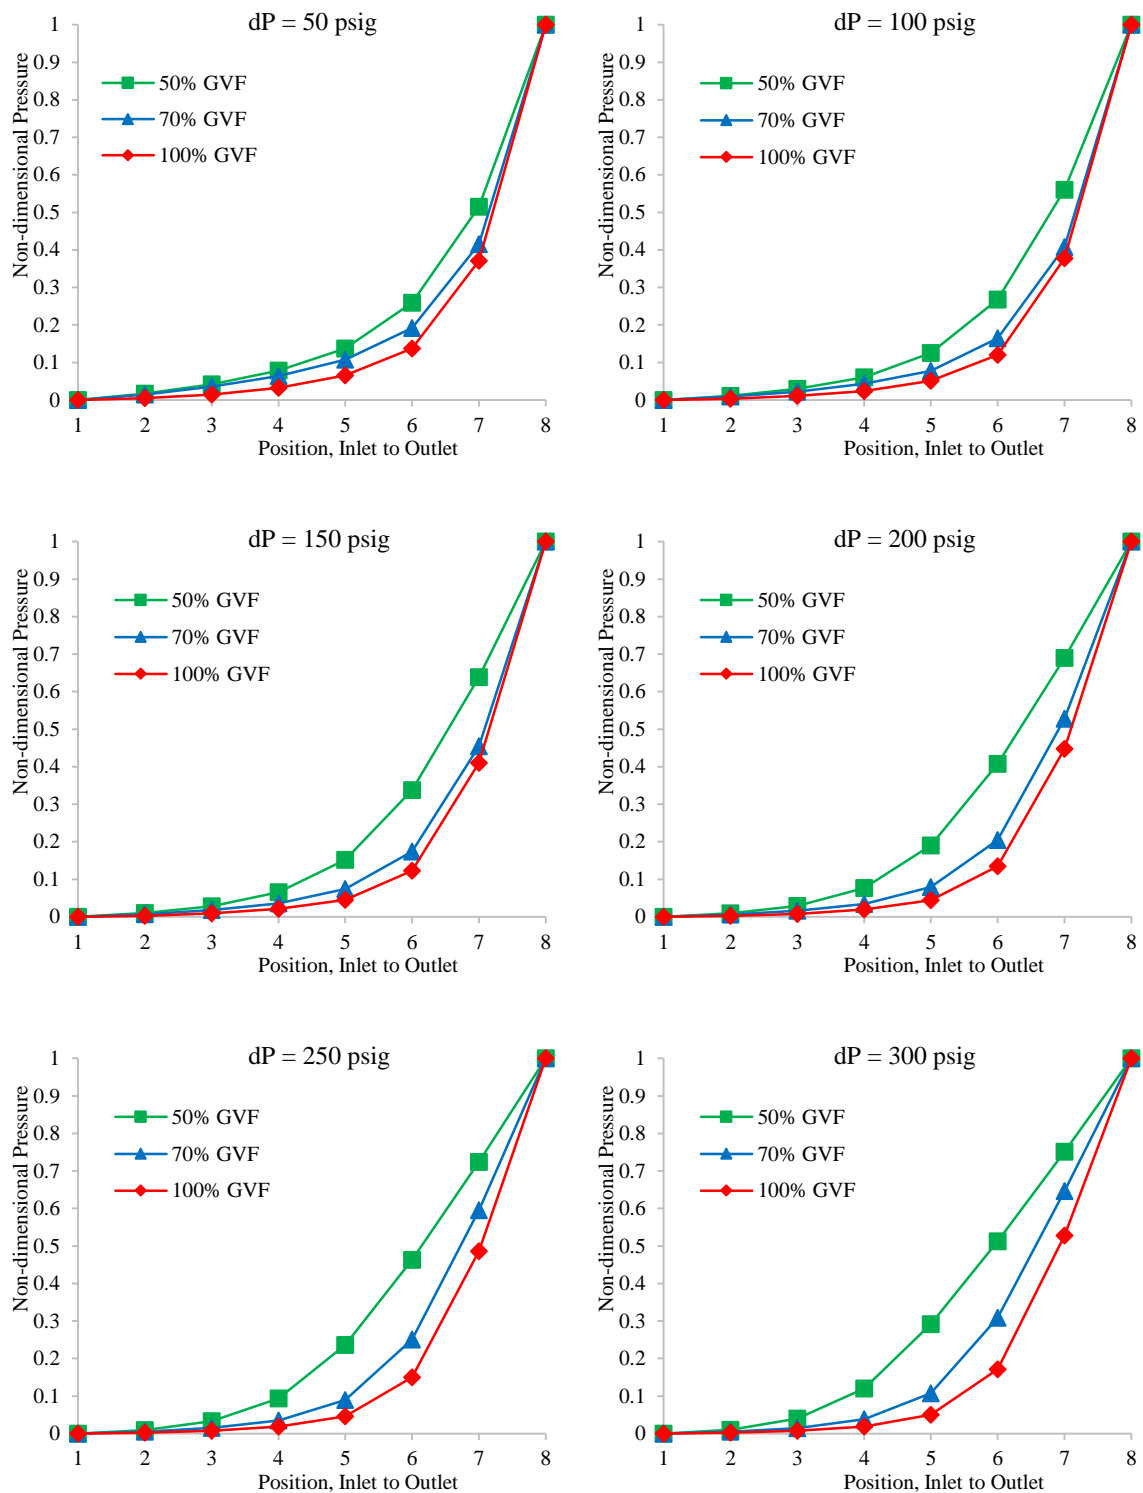 dP = 50 psig
Non-dimensional Pressure
1
0.9
0.8
0.7
0.6
0.5
0.4
0.3
0.2
0.1
0
50% GVF
70% GVF
100% GVF
1 2 3 4 5 6 7 8
Position, Inlet to Outlet
dP = 100 psig
Non-dimensional Pressure
1
0.9
0.8
0.7
0.6
0.5
0.4
0.3
0.2
0.1
0
50% GVF
70% GVF
100% GVF
1 2 3 4 5 6 7 8
Position, Inlet to Outlet
dP = 150 psig
Non-dimensional Pressure
1
0.9
0.8
0.7
0.6
0.5
0.4
0.3
0.2
0.1
0
50% GVF
70% GVF
100% GVF
1 2 3 4 5 6 7 8
Position, Inlet to Outlet
dP = 200 psig
Non-dimensional Pressure
1
0.9
0.8
0.7
0.6
0.5
0.4
0.3
0.2
0.1
0
50% GVF
70% GVF
100% GVF
1 2 3 4 5 6 7 8
Position, Inlet to Outlet
dP = 250 psig
Non-dimensional Pressure
1
0.9
0.8
0.7
0.6
0.5
0.4
0.3
0.2
0.1
0
50% GVF
70% GVF
100% GVF
1 2 3 4 5 6 7 8
Position, Inlet to Outlet
dP = 300 psig
Non-dimensional Pressure
1
0.9
0.8
0.7
0.6
0.5
0.4
0.3
0.2
0.1
0
50% GVF
70% GVF
100% GVF
1 2 3 4 5 6 7 8
Position, Inlet to Outlet